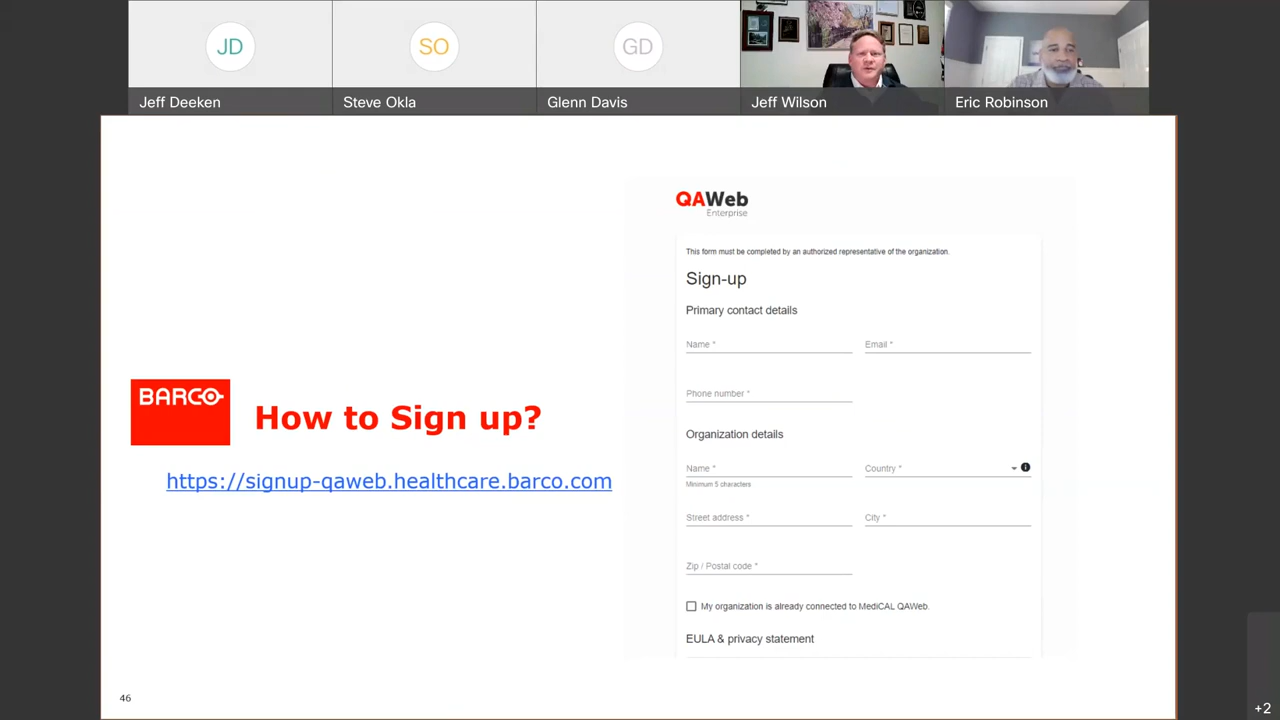 JD
SO
GD
Jeff Deeken
Steve Okla
Glenn Davis
Jeff Wilson
Eric Robinson
BARCO
How to Sign up?
https://signup-qaweb.healthcare.barco.com
QAWeb
Enterprise
This form must be completed by an authorized representative of the organization.
Sign-up
Primary contact details
Name *
Email *
Phone number *
Organization details
Name *
Country *
Minimum 5 characters
Street address *
City *
Zip / Postal code *
My organization is already connected to MediCAL QAWeb.
EULA & privacy statement
46
+2